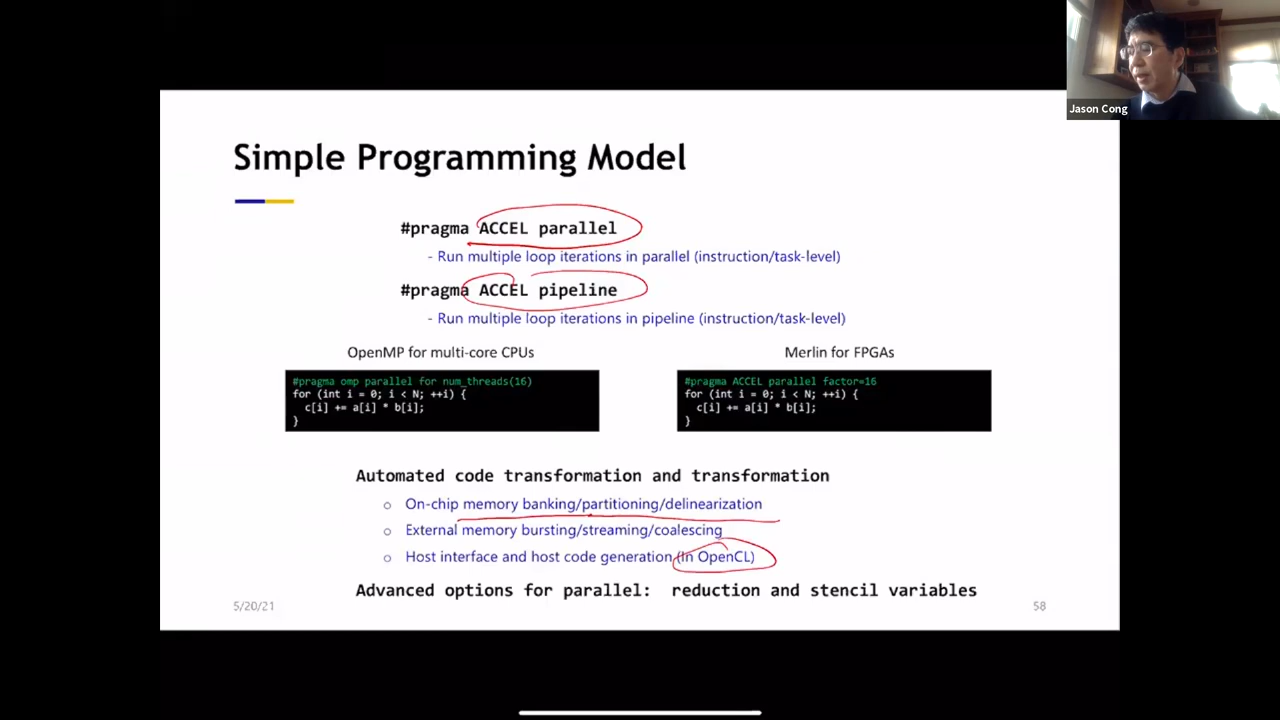 Jason Cong
Simple Programming Model
#pragma ACCEL parallel
- Run multiple loop iterations in parallel (instruction/task-level)
#pragma ACCEL pipeline
- Run multiple loop iterations in pipeline (instruction/task-level)
OpenMP for multi-core CPUs
#pragma omp parallel for num_threads(16)
for (int i = 0; i < N; ++i) {
c[i] += a[i] * b[i];
}
Merlin for FPGAs
#pragma ACCEL parallel factor=16
for (int i = 0; i < N; ++i) {
c[i] += a[i] * b[i];
}
Automated code transformation and transformation
o On-chip memory banking/partitioning/delinearization
o External memory bursting/streaming/coalescing
o Host interface and host code generation (In OpenCL)
Advanced options for parallel: reduction and stencil variables
5/20/21
58